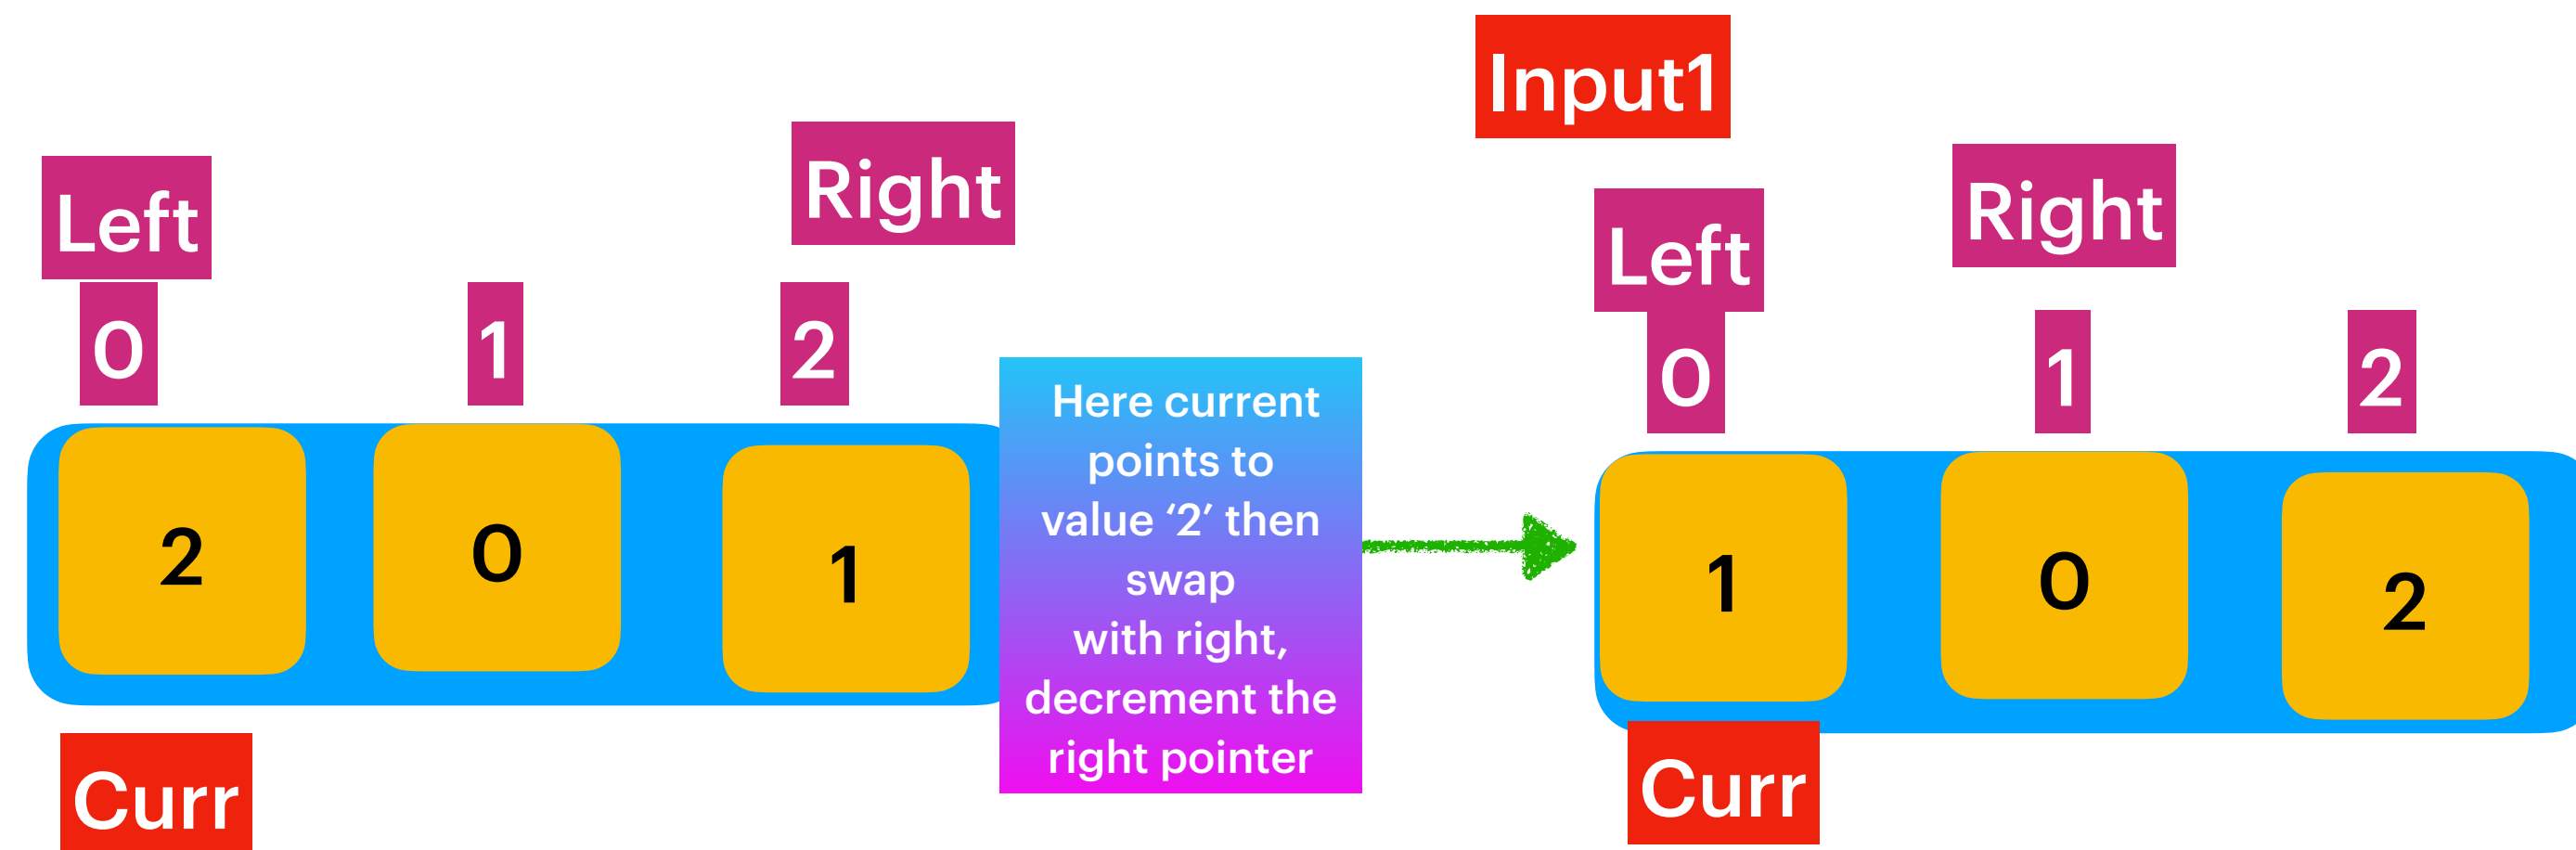 Input1
Left
Right
0
1
2
2
0
1
Curr
Here current
points to
value ‘2’ then
swap
with right,
decrement the
right pointer
Left
Right
0
1
2
1
0
2
Curr